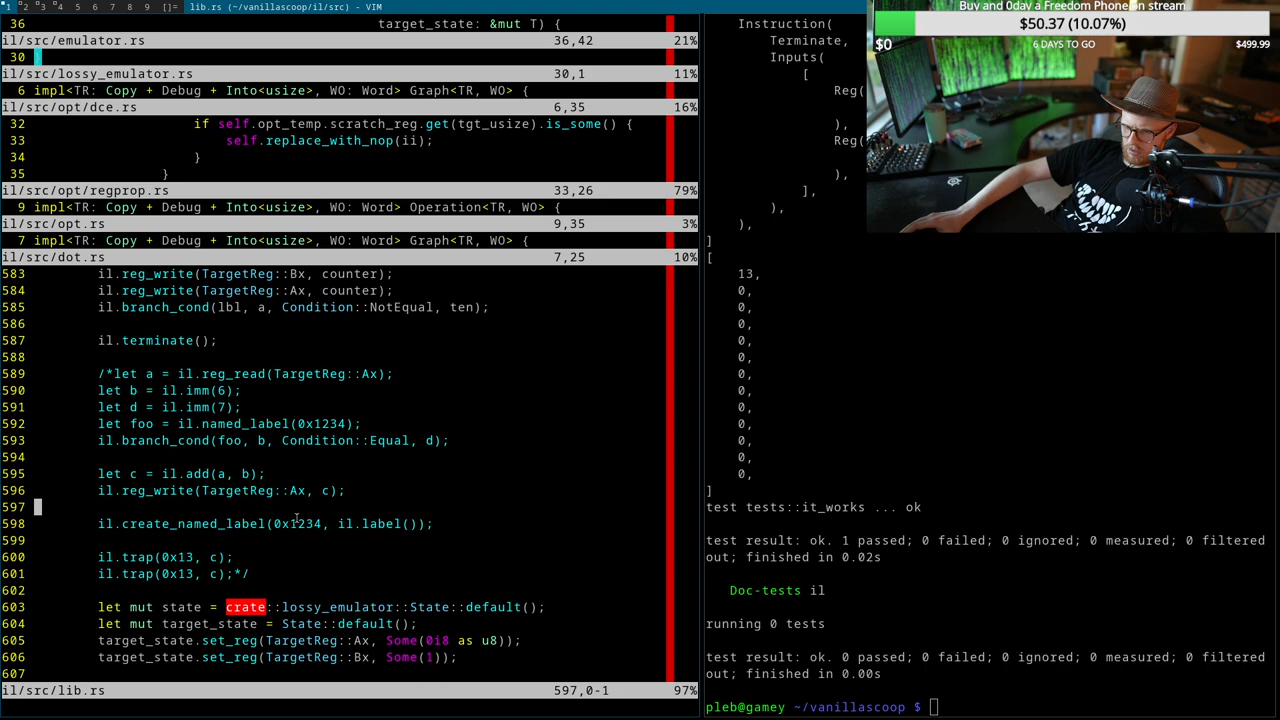 1 2 3 4 5 6 7 8 9 []= lib.rs (~/vanillascoop/il/src) - VIM
36 target_state: &mut T) {
il/src/emulator.rs 36,42 21%
30 }
il/src/lossy_emulator.rs 30,1 11%
6 impl<TR: Copy + Debug + Into<usize>, WO: Word> Graph<TR, WO> {
il/src/opt/dce.rs 6,35 16%
32 if self.opt_temp.scratch_reg.get(tgt_usize).is_some() {
33 self.replace_with_nop(ii);
34 }
35 }
il/src/opt/regprop.rs 33,26 79%
9 impl<TR: Copy + Debug + Into<usize>, WO: Word> Operation<TR, WO> {
il/src/opt.rs 9,35 3%
7 impl<TR: Copy + Debug + Into<usize>, WO: Word> Graph<TR, WO> {
il/src/dot.rs 7,25 10%
583 il.reg_write(TargetReg::Bx, counter);
584 il.reg_write(TargetReg::Ax, counter);
585 il.branch_cond(lbl, a, Condition::NotEqual, ten);
586
587 il.terminate();
588
589 /*let a = il.reg_read(TargetReg::Ax);
590 let b = il.imm(6);
591 let d = il.imm(7);
592 let foo = il.named_label(0x1234);
593 il.branch_cond(foo, b, Condition::Equal, d);
594
595 let c = il.add(a, b);
596 il.reg_write(TargetReg::Ax, c);
597
598 il.create_named_label(0x1234, il.label());
599
600 il.trap(0x13, c);
601 il.trap(0x13, c);*/
602
603 let mut state = crate::lossy_emulator::State::default();
604 let mut target_state = State::default();
605 target_state.set_reg(TargetReg::Ax, Some(0i8 as u8));
606 target_state.set_reg(TargetReg::Bx, Some(1));
607
il/src/lib.rs 597,0-1 97%
Instruction(
Terminate,
Inputs(
[
Reg(
),
Reg(
),
],
),
),
]
[
13,
0,
0,
0,
0,
0,
0,
0,
0,
0,
0,
0,
0,
]
test tests::it_works ... ok
test result: ok. 1 passed; 0 failed; 0 ignored; 0 measured; 0 filtered
out; finished in 0.02s
Doc-tests il
running 0 tests
test result: ok. 0 passed; 0 failed; 0 ignored; 0 measured; 0 filtered
out; finished in 0.00s
pleb@gamey ~/vanillascoop $
Buy and 0day a Freedom Phone on stream
$50.37 (10.07%)
$0 6 DAYS TO GO $499.99